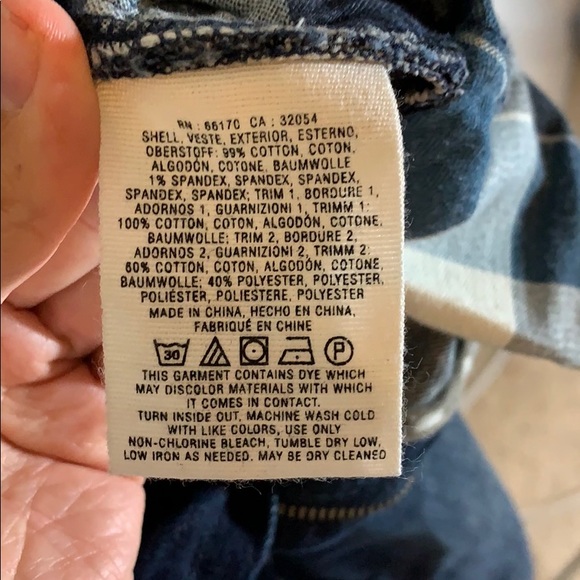 RN : 66170 CA : 32054
SHELL, VESTE, EXTERIOR, ESTERNO,
OBERSTOFF: 99% COTTON, COTON,
ALGODÓN, COTONE, BAUMWOLLE
1% SPANDEX, SPANDEX, SPANDEX,
SPANDEX, SPANDEX; TRIM 1, BORDURE 1,
ADORNOS 1, GUARNIZIONI 1, TRIMM 1:
100% COTTON, COTON, ALGODÓN, COTONE,
BAUMWOLLE; TRIM 2, BORDURE 2,
ADORNOS 2, GUARNIZIONI 2, TRIMM 2:
60% COTTON, COTON, ALGODÓN, COTONE,
BAUMWOLLE; 40% POLYESTER, POLYESTER,
POLIÉSTER, POLIESTERE, POLYESTER
MADE IN CHINA, HECHO EN CHINA,
FABRIQUÉ EN CHINE
30 P
THIS GARMENT CONTAINS DYE WHICH
MAY DISCOLOR MATERIALS WITH WHICH
IT COMES IN CONTACT.
TURN INSIDE OUT, MACHINE WASH COLD
WITH LIKE COLORS, USE ONLY
NON-CHLORINE BLEACH, TUMBLE DRY LOW,
LOW IRON AS NEEDED. MAY BE DRY CLEANED